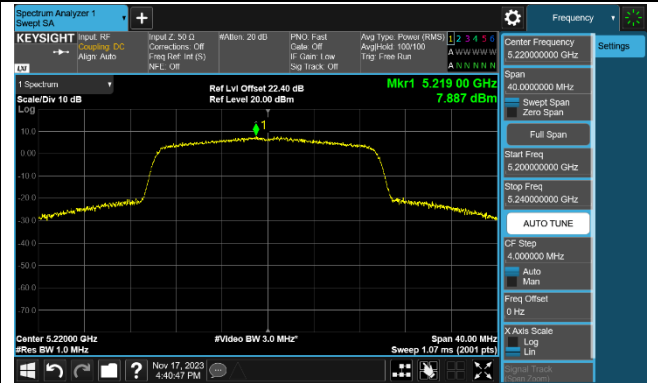 Spectrum Analyzer 1
Swept SA
Frequency
KEYSIGHT
Input: RF
Coupling: DC
Align: Auto
Input Z: 50 Ω
Corrections: Off
Freq Ref: Int (S)
NFE: Off
#Atten: 20 dB
PNO: Fast
Gate: Off
IF Gain: Low
Sig Track: Off
Avg Type: Power (RMS)
Avg|Hold: 100/100
Trig: Free Run
1 2 3 4 5 6
A W W W W W
A N N N N N
LXI
1 Spectrum
Scale/Div 10 dB
Log
Ref Lvl Offset 22.40 dB
Ref Level 20.00 dBm
Mkr1 5.219 00 GHz
7.887 dBm
1
10.0
0.00
-10.0
-20.0
-30.0
-40.0
-50.0
-60.0
-70.0
Center 5.22000 GHz
#Res BW 1.0 MHz
#Video BW 3.0 MHz*
Span 40.00 MHz
Sweep 1.07 ms (2001 pts)
Center Frequency
5.220000000 GHz
Settings
Span
40.0000000 MHz
Swept Span
Zero Span
Full Span
Start Freq
5.200000000 GHz
Stop Freq
5.240000000 GHz
AUTO TUNE
CF Step
4.000000 MHz
Auto
Man
Freq Offset
0 Hz
X Axis Scale
Log
Lin
Signal Track
(Span Zoom)
Nov 17, 2023
4:40:47 PM